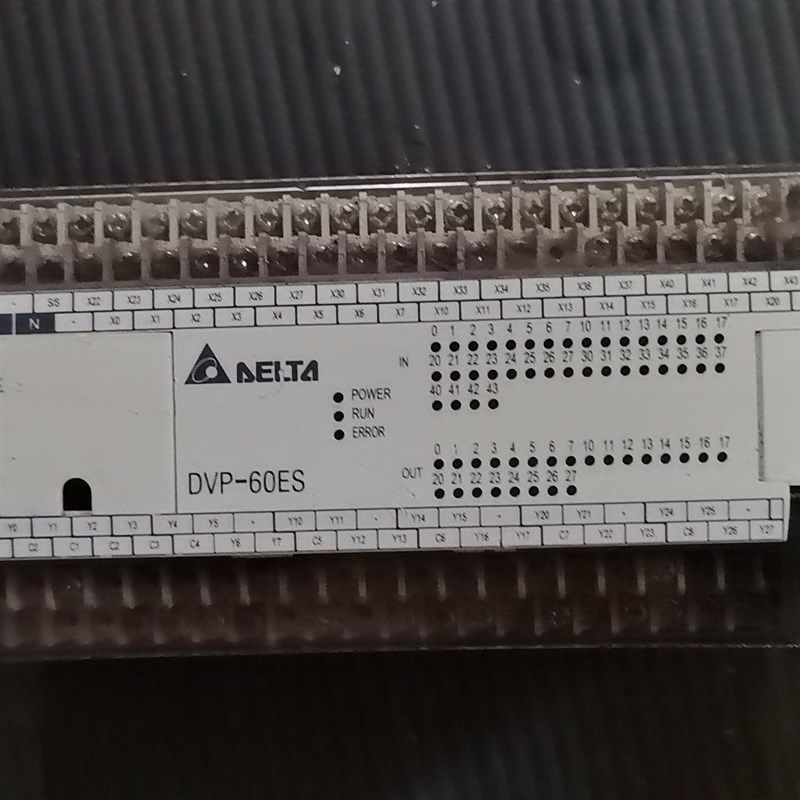 S/S X22 X23 X24 X25 X26 X27 X30 X31 X32 X33 X34 X35 X36 X37 X40 X41 X42 X43
N - X0 X1 X2 X3 X4 X5 X6 X7 X10 X11 X12 X13 X14 X15 X16 X17 X20
DELTA
POWER
RUN
ERROR
DVP-60ES
IN
0 1 2 3 4 5 6 7 10 11 12 13 14 15 16 17
20 21 22 23 24 25 26 27 30 31 32 33 34 35 36 37
40 41 42 43
OUT
0 1 2 3 4 5 6 7 10 11 12 13 14 15 16 17
20 21 22 23 24 25 26 27
Y0 Y1 Y2 Y3 Y4 Y5 - Y10 Y11 - Y14 Y15 - Y20 Y21 - Y24 Y25 -
C1 C2 C3 C4 Y6 Y7 C5 Y12 Y13 C6 Y16 Y17 C7 Y22 Y23 C8 Y26 Y27